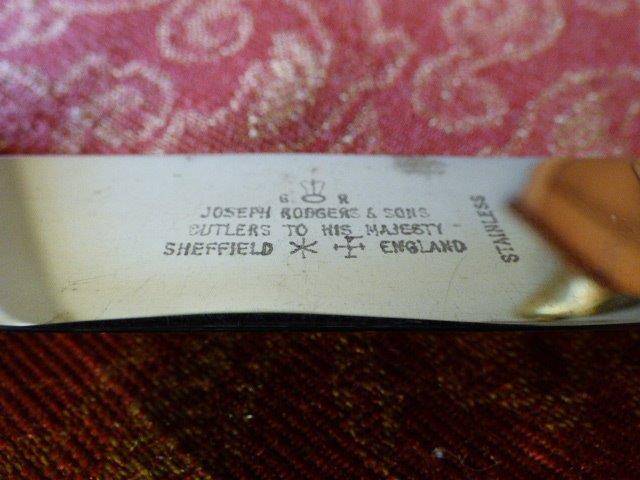 G R
JOSEPH RODGERS & SONS
CUTLERS TO HIS MAJESTY
SHEFFIELD ENGLAND
STAINLESS